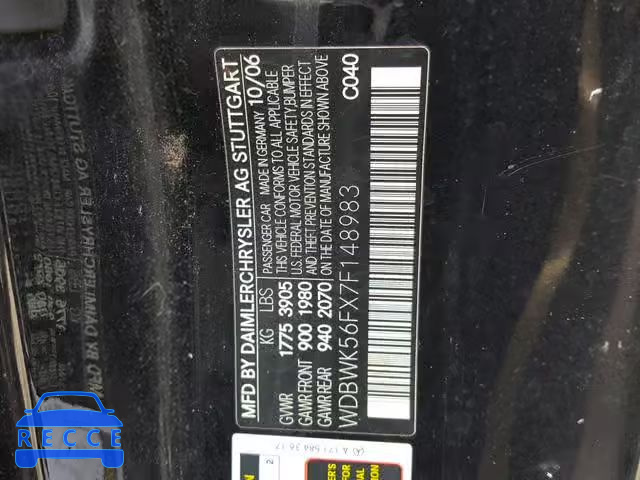 MFD BY DAIMLERCHRYSLER AG STUTTGART
KG LBS
GVWR 1775 3905
GAWR FRONT 900 1980
GAWR REAR 940 2070
PASSENGER CAR MADE IN GERMANY 10/06
THIS VEHICLE CONFORMS TO ALL APPLICABLE
U.S. FEDERAL MOTOR VEHICLE SAFETY, BUMPER
AND THEFT PREVENTION STANDARDS IN EFFECT
ON THE DATE OF MANUFACTURE SHOWN ABOVE
WDBWK56FX7F148983 C040
2
FOR
RECCE